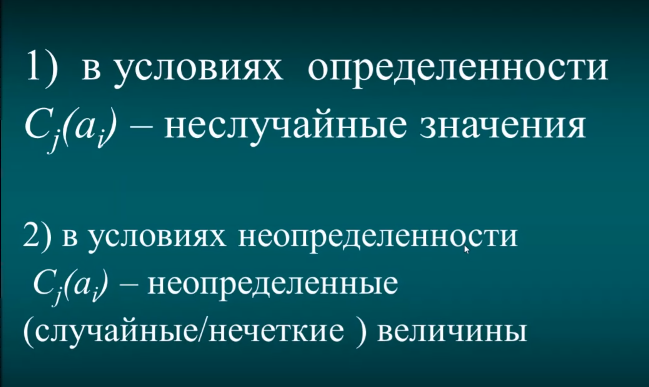 1) в условиях определенности
Cj(ai) – неслучайные значения
2) в условиях неопределенности
Cj(ai) – неопределенные
(случайные/нечеткие ) величины